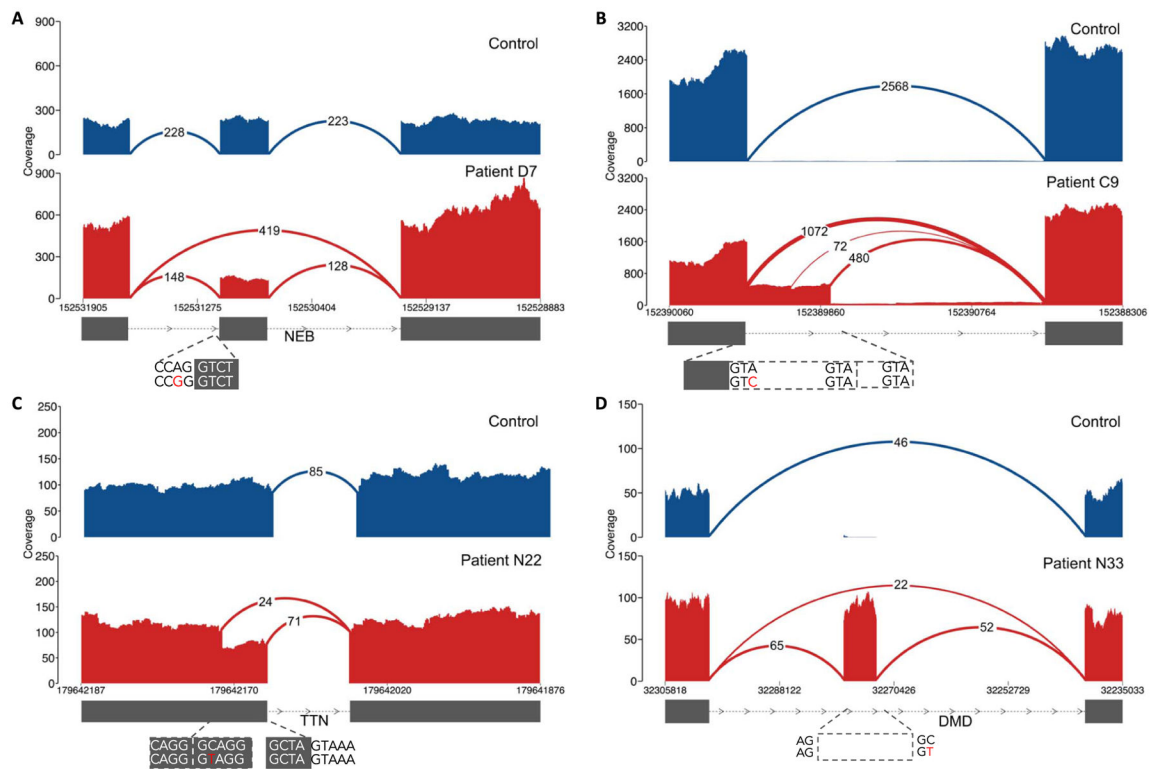 A
900
Control
600
Coverage
300
228
223
0
900
Patient D7
600
419
300
148
128
0
152531905
152531275
152530404
152529137
152528883
NEB
CCAG GTCT
CCGG GTCT
B
3200
Control
2400
2568
Coverage
1600
800
0
3200
Patient C9
2400
1072
1600
72
480
800
0
152390060
152389860
152390764
152388306
GTA GTA GTA
GTC GTA GTA
C
250
Control
200
150
85
Coverage
100
50
0
250
Patient N22
200
150
24
100
71
50
0
179642187
179642170
179642020
179641876
TTN
CAGG GCAGG GCTA GTAAA
CAGG GTAGG GCTA GTAAA
D
150
Control
100
46
Coverage
50
0
150
Patient N33
100
22
50
65
52
0
32305818
32288122
32270426
32252729
32235033
DMD
AG GC
AG GT